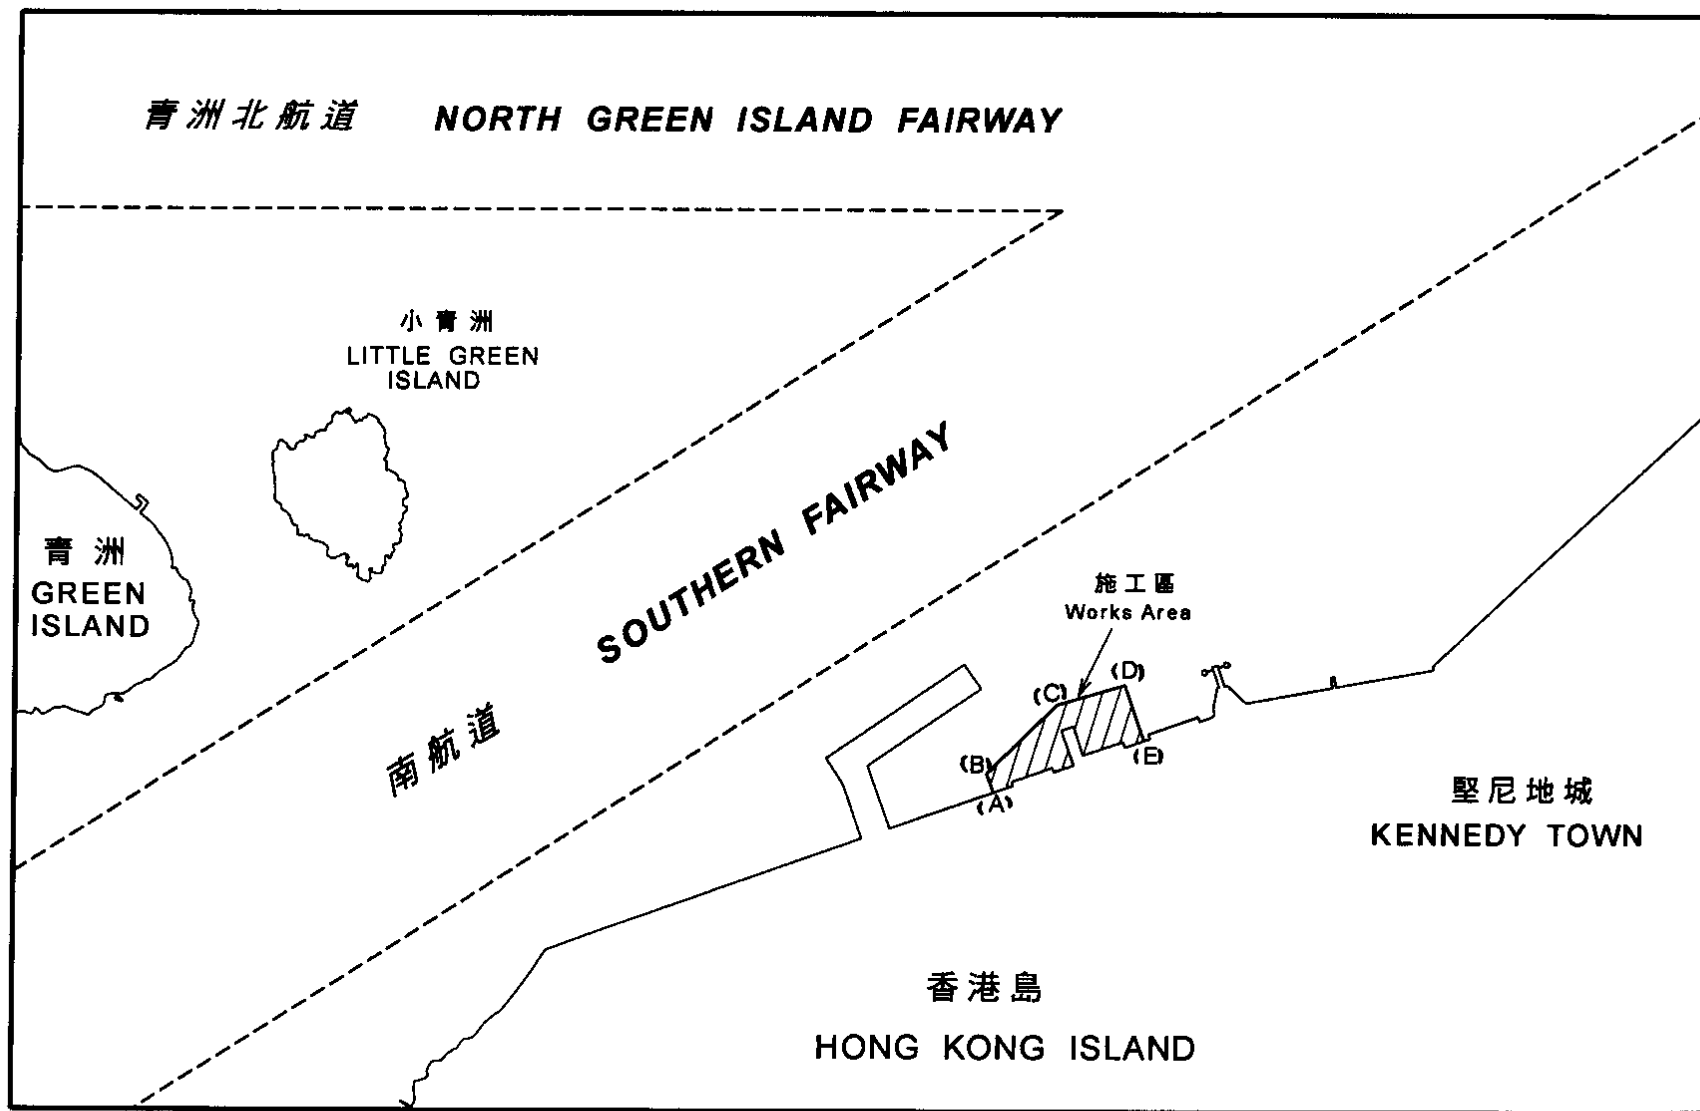 青洲北航道 NORTH GREEN ISLAND FAIRWAY
小青洲
LITTLE GREEN
ISLAND
青洲
GREEN
ISLAND
SOUTHERN FAIRWAY
南航道
施工區
Works Area
(C)
(D)
(B)
(A)
(E)
堅尼地城
KENNEDY TOWN
香港島
HONG KONG ISLAND